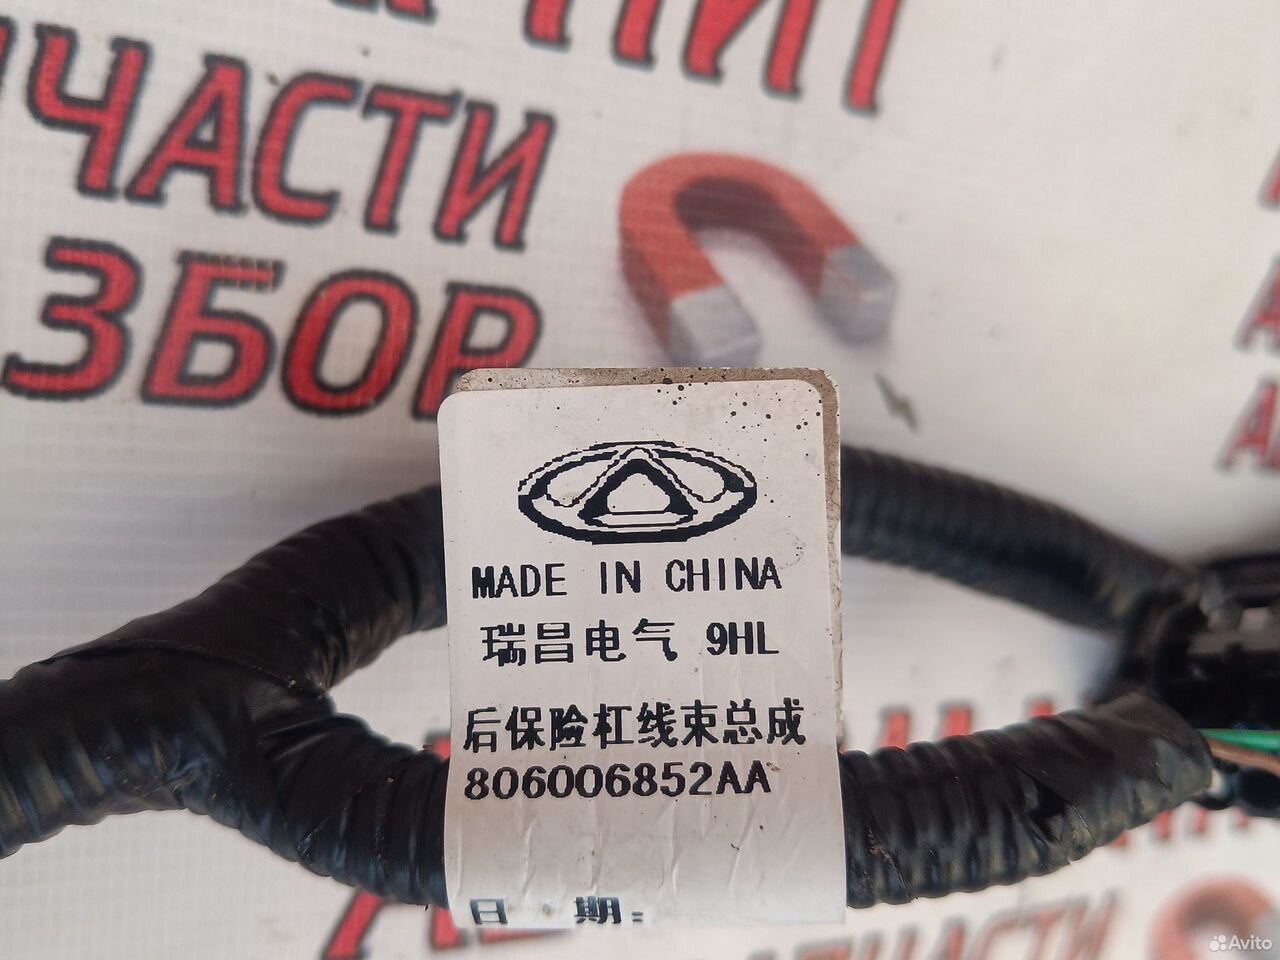 ЧАСТИ
ЗБОР
MADE IN CHINA
瑞昌电气 9HL
后保险杠线束总成
806006852AA
日 期:
Avito